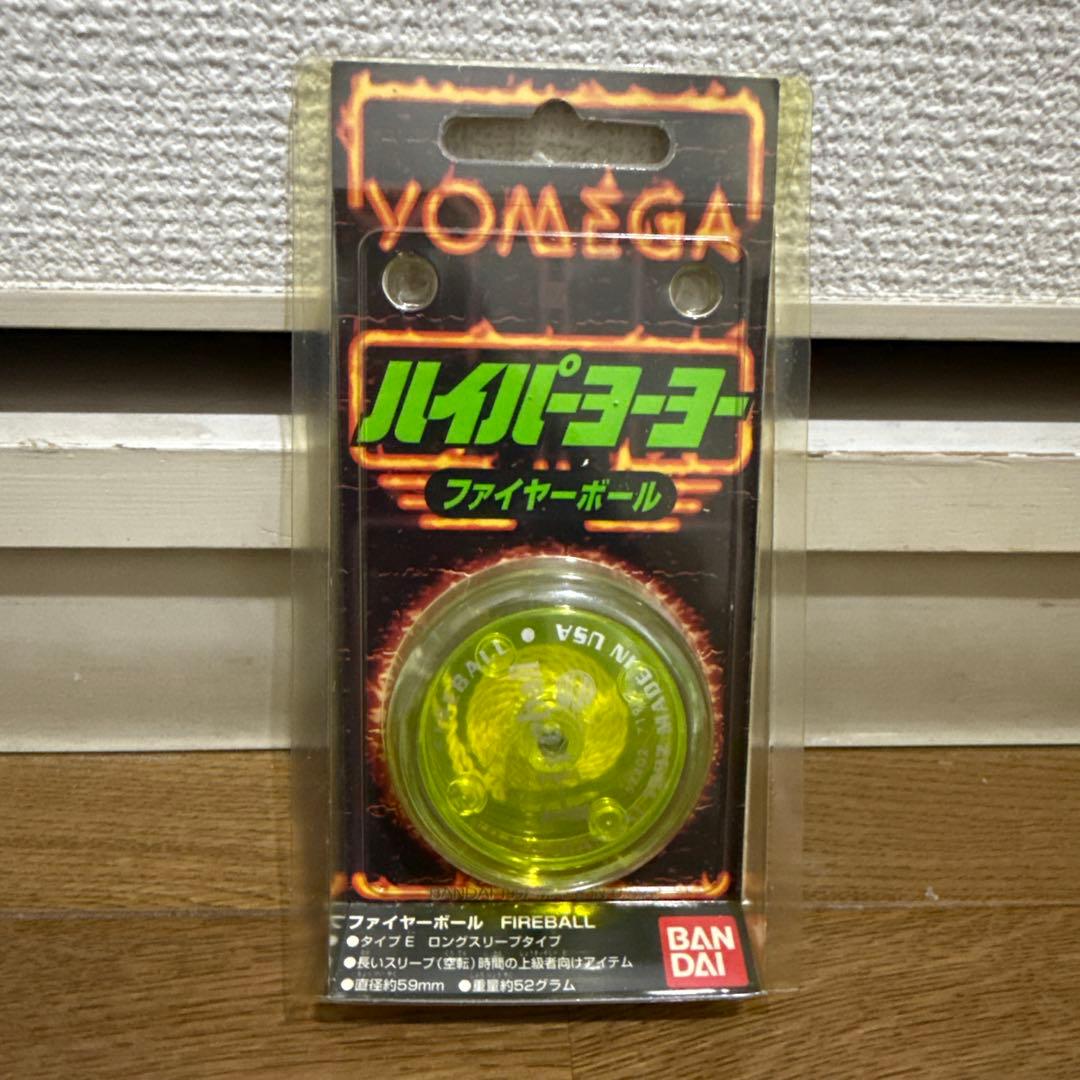 YOMEGA
ハイパーヨーヨー
ファイヤーボール
MADE IN USA
BANDAI
ファイヤーボール FIREBALL
●タイプE ロングスリープタイプ
●長いスリープ(空転)時間の上級者向けアイテム
●直径約59mm ●重量約52グラム
BAN
DAI